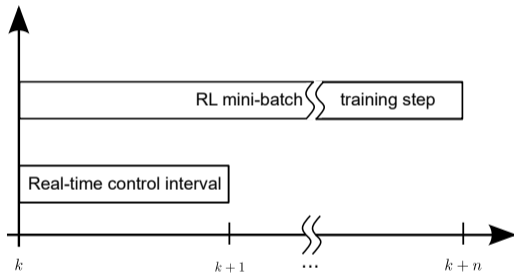 RL mini-batch training step
Real-time control interval
k k + 1 ... k + n